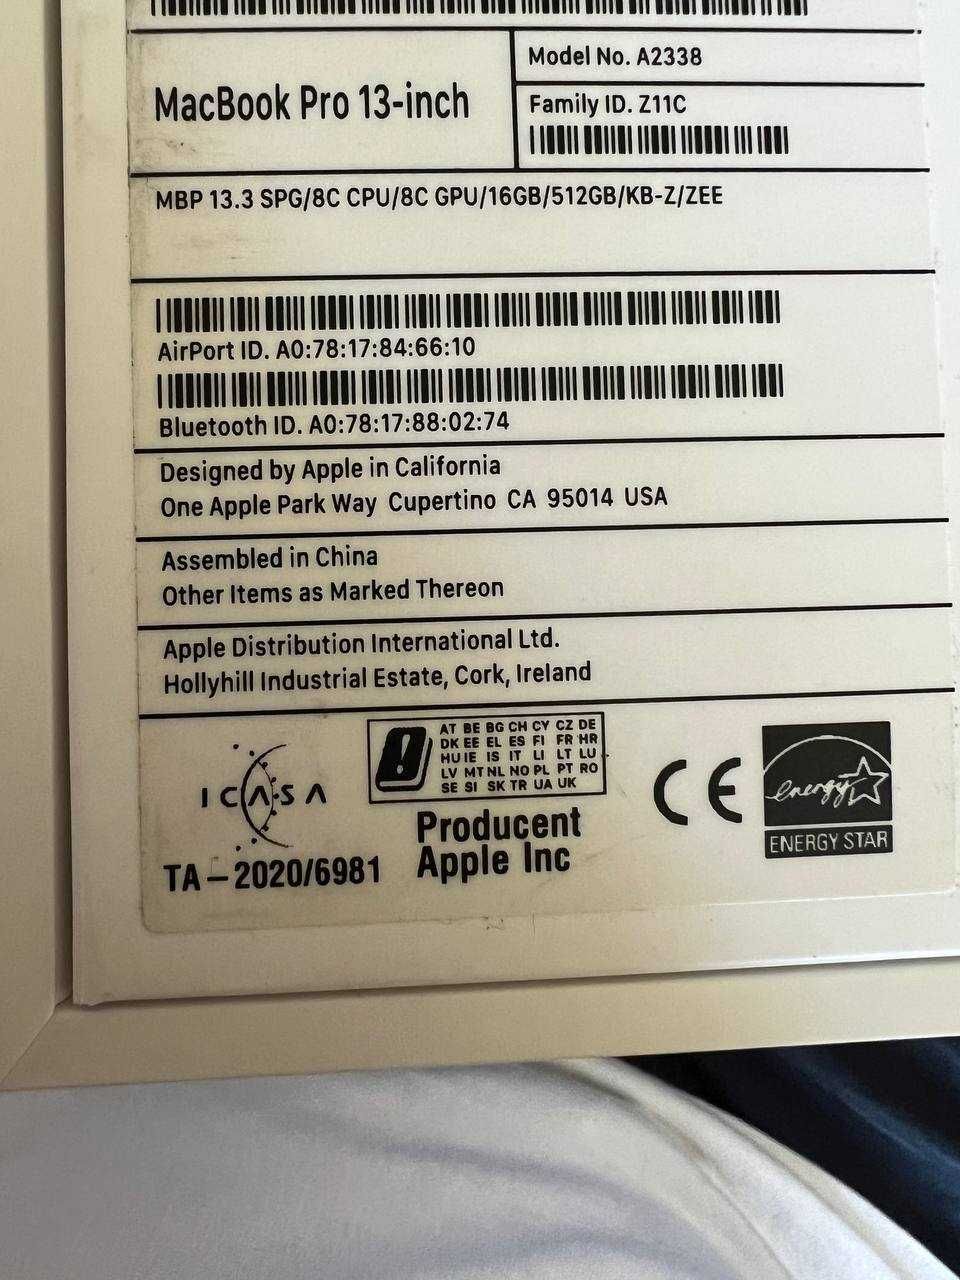 MacBook Pro 13-inch
Model No. A2338
Family ID. Z11C
MBP 13.3 SPG/8C CPU/8C GPU/16GB/512GB/KB-Z/ZEE
AirPort ID. A0:78:17:84:66:10
Bluetooth ID. A0:78:17:88:02:74
Designed by Apple in California
One Apple Park Way Cupertino CA 95014 USA
Assembled in China
Other Items as Marked Thereon
Apple Distribution International Ltd.
Hollyhill Industrial Estate, Cork, Ireland
ICASA
TA-2020/6981
!
AT BE BG CH CY CZ DE
DK EE EL ES FI FR HR
HU IE IS IT LI LT LU
LV MT NL NO PL PT RO
SE SI SK TR UA UK
Producent
Apple Inc
CE
energy
ENERGY STAR